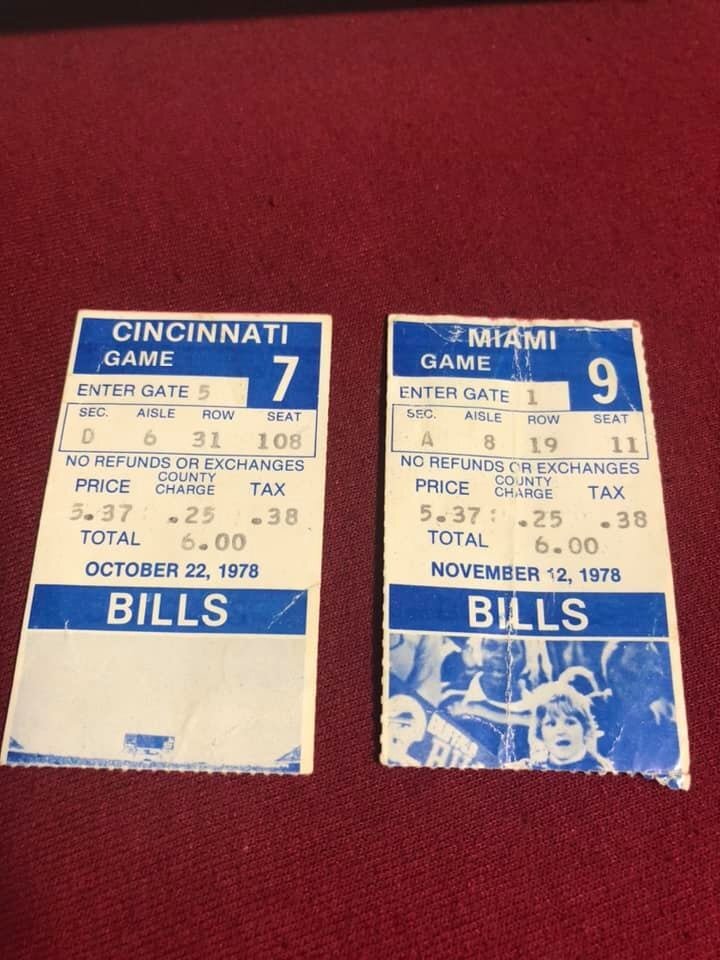 CINCINNATI
GAME 7
ENTER GATE 5
SEC. AISLE ROW SEAT
D 6 31 108
NO REFUNDS OR EXCHANGES
PRICE COUNTY CHARGE TAX
5.37 .25 .38
TOTAL 6.00
OCTOBER 22, 1978
BILLS
MIAMI
GAME 9
ENTER GATE 1
SEC. AISLE ROW SEAT
A 8 19 11
NO REFUNDS OR EXCHANGES
PRICE COUNTY CHARGE TAX
5.37 .25 .38
TOTAL 6.00
NOVEMBER 12, 1978
BILLS